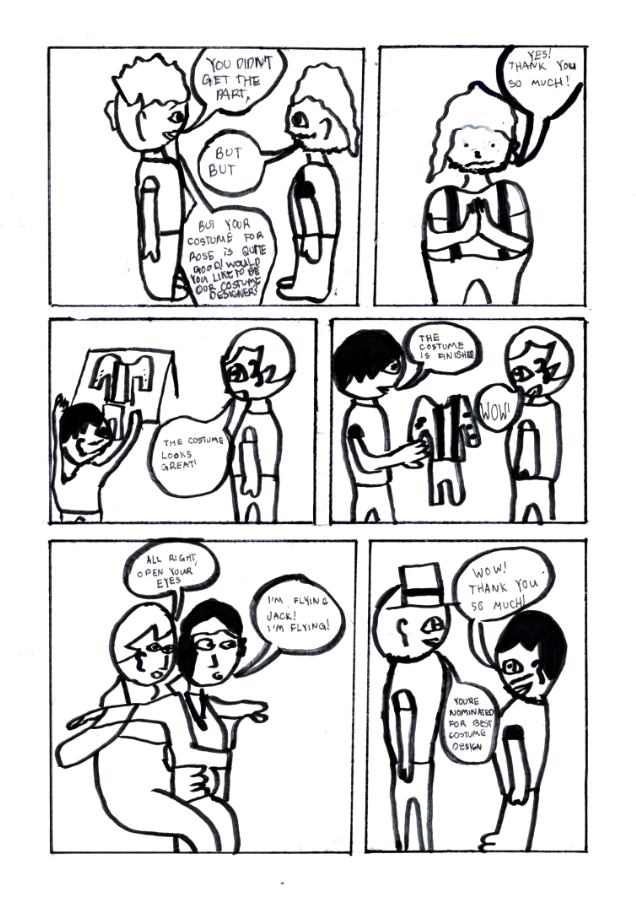 YOU DIDN'T
GET THE
PART,
BUT
BUT
BUT YOUR
COSTUME FOR
ROSE IS QUITE
GOOD! WOULD
YOU LIKE TO BE
OUR COSTUME
DESIGNER?
YES!
THANK YOU
SO MUCH!
THE COSTUME
LOOKS
GREAT!
THE
COSTUME
IS FINISHED
WOW!
ALL RIGHT,
OPEN YOUR
EYES
I'M FLYING
JACK!
I'M FLYING!
WOW!
THANK YOU
SO MUCH!
YOU'RE
NOMINATED
FOR BEST
COSTUME
DESIGN